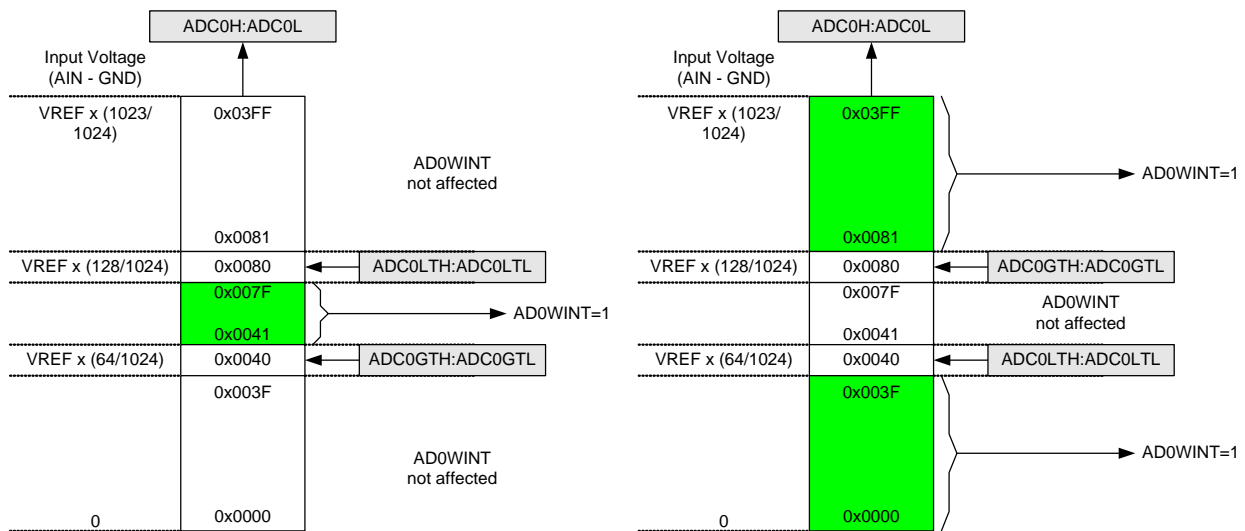 ADC0H:ADC0L
Input Voltage
(AIN - GND)
VREF x (1023/
1024)
0x03FF
AD0WINT
not affected
0x0081
VREF x (128/1024)
0x0080
ADC0LTH:ADC0LTL
0x007F
AD0WINT=1
0x0041
VREF x (64/1024)
0x0040
ADC0GTH:ADC0GTL
0x003F
AD0WINT
not affected
0
0x0000
ADC0H:ADC0L
Input Voltage
(AIN - GND)
VREF x (1023/
1024)
0x03FF
AD0WINT=1
0x0081
VREF x (128/1024)
0x0080
ADC0GTH:ADC0GTL
0x007F
AD0WINT
not affected
0x0041
VREF x (64/1024)
0x0040
ADC0LTH:ADC0LTL
0x003F
AD0WINT=1
0
0x0000